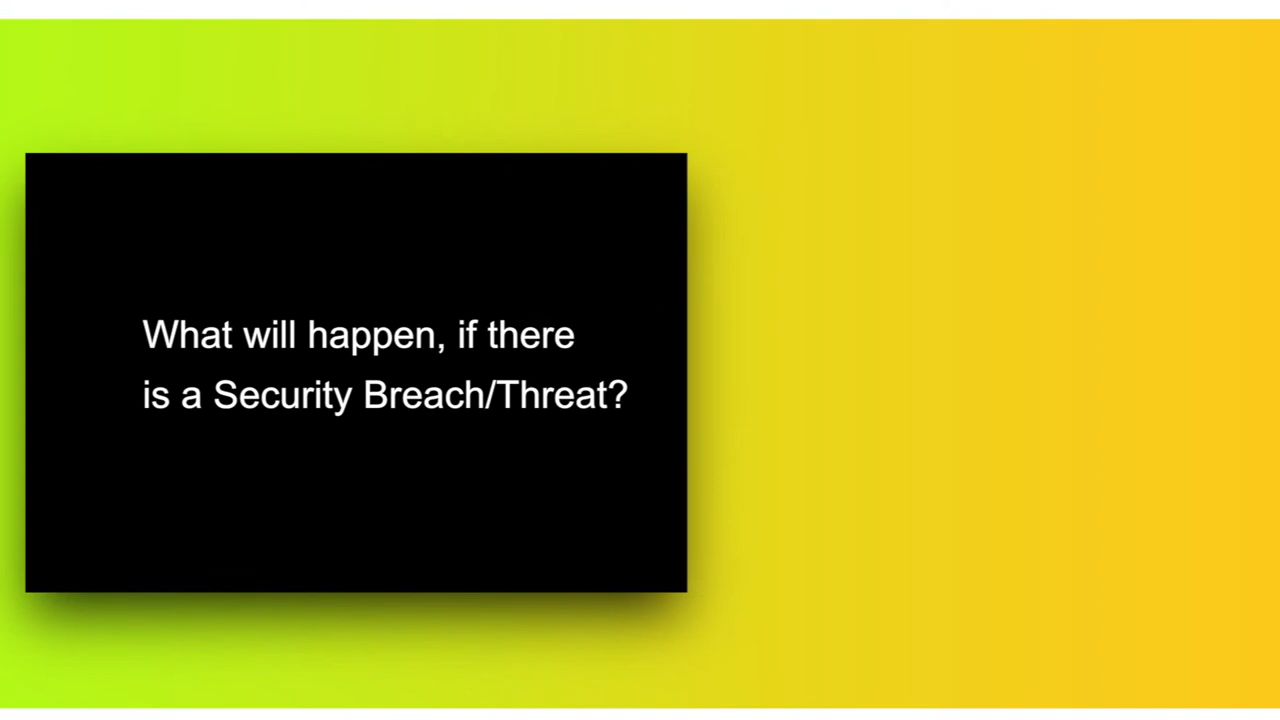 What will happen, if there
is a Security Breach/Threat?